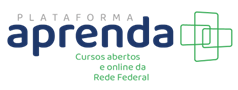 PLATAFORMA
aprenda
Cursos abertos
e online da
Rede Federal